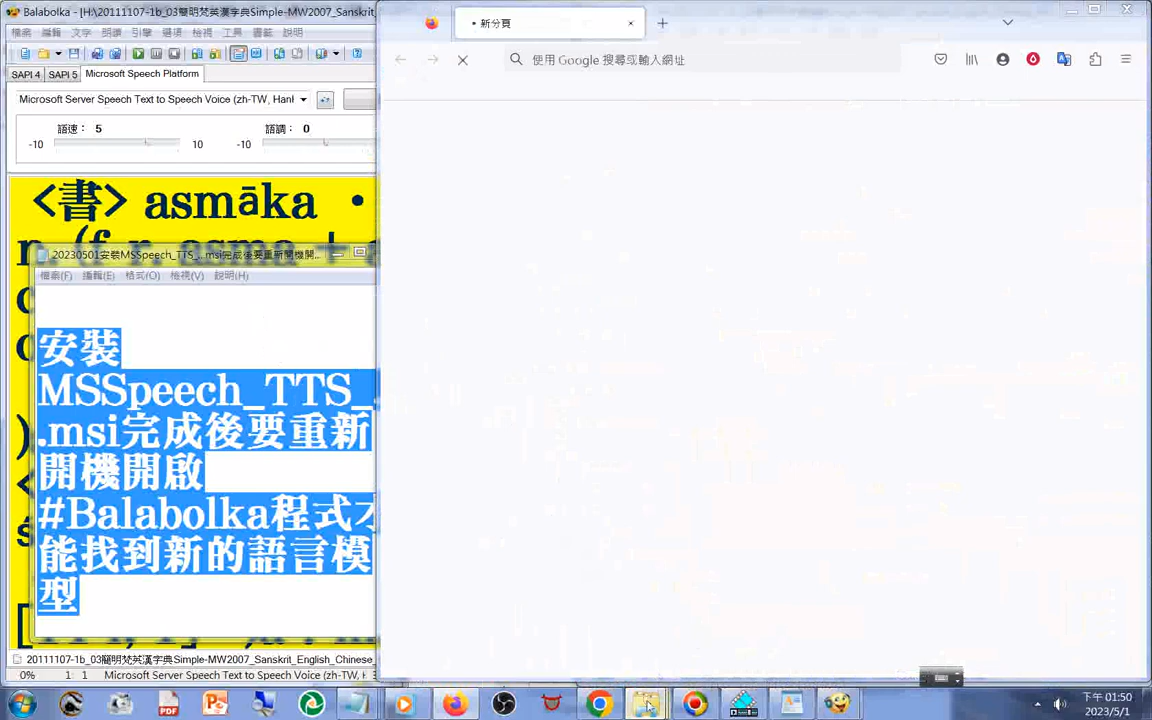 Balabolka - [H:\20111107-1b_03簡明梵英漢字典Simple-MW2007_Sanskrit_
檔案 編輯 文字 朗讀 引擎 選項 檢視 工具 書籤 說明
SAPI 4 SAPI 5 Microsoft Speech Platform
Microsoft Server Speech Text to Speech Voice (zh-TW, Hanl
語速： 5 語調： 0
-10 10 -10
<書> asmāka •
20230501安裝MSSpeech_TTS_...msi完成後要重新開機開...
檔案(F) 編輯(E) 格式(O) 檢視(V) 說明(H)
安裝
MSSpeech_TTS_
.msi完成後要重新
開機開啟
#Balabolka程式才
能找到新的語言模
型
20111107-1b_03簡明梵英漢字典Simple-MW2007_Sanskrit_English_Chinese_
0% 1: 1 Microsoft Server Speech Text to Speech Voice (zh-TW, H
新分頁
使用 Google 搜尋或輸入網址
PDF
下午 01:50
2023/5/1